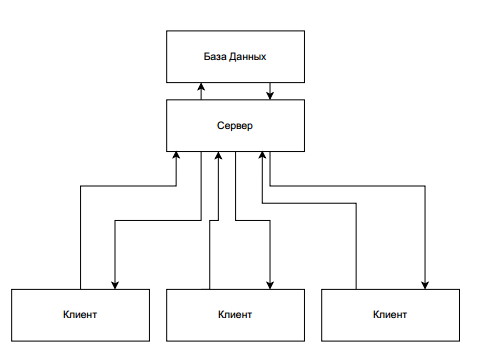 База Данных
Сервер
Клиент
Клиент
Клиент